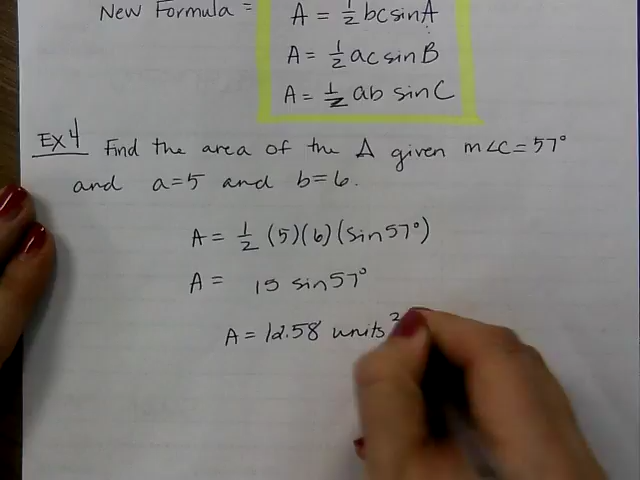 New Formula =
A = 1/2 bc sin A
A = 1/2 ac sin B
A = 1/2 ab sin C
Ex 4 Find the area of the Δ given m∠C = 57°
and a=5 and b=6.
A = 1/2 (5)(6)(sin 57°)
A = 15 sin 57°
A = 12.58 units²